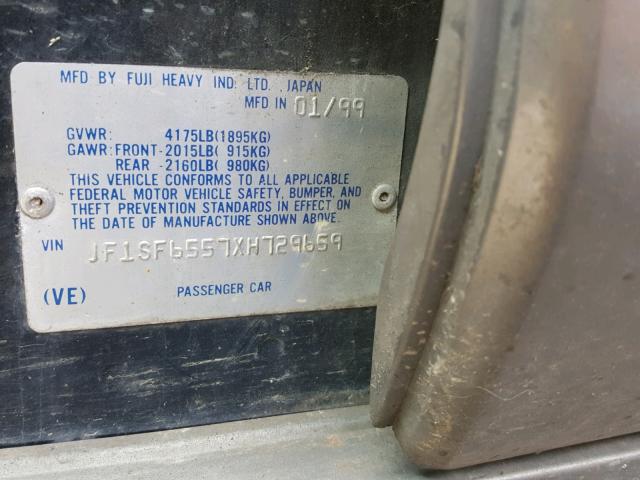 MFD BY FUJI HEAVY IND. LTD., JAPAN
MFD IN 01/99
GVWR: 4175LB(1895KG)
GAWR:FRONT-2015LB( 915KG)
REAR -2160LB( 980KG)
THIS VEHICLE CONFORMS TO ALL APPLICABLE
FEDERAL MOTOR VEHICLE SAFETY, BUMPER, AND
THEFT PREVENTION STANDARDS IN EFFECT ON
THE DATE OF MANUFACTURE SHOWN ABOVE.
VIN JF1SF6557XH729659
(VE) PASSENGER CAR